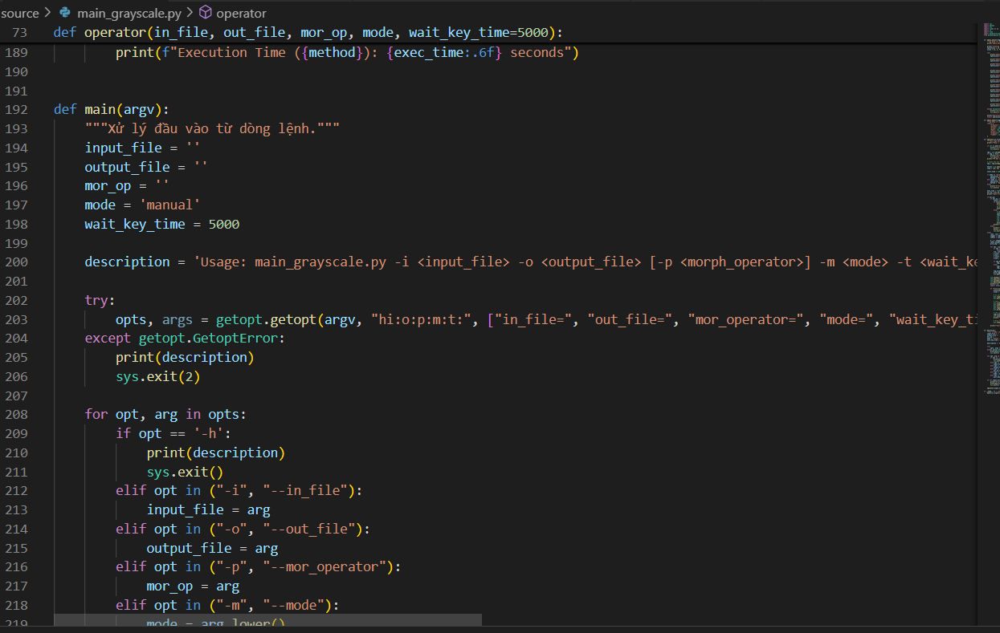 source > main_grayscale.py > operator
73 def operator(in_file, out_file, mor_op, mode, wait_key_time=5000):
189 print(f"Execution Time ({method}): {exec_time:.6f} seconds")
190
191
192 def main(argv):
193 """Xử lý đầu vào từ dòng lệnh."""
194 input_file = ''
195 output_file = ''
196 mor_op = ''
197 mode = 'manual'
198 wait_key_time = 5000
199
200 description = 'Usage: main_grayscale.py -i <input_file> -o <output_file> [-p <morph_operator>] -m <mode> -t <wait_ke
201
202 try:
203 opts, args = getopt.getopt(argv, "hi:o:p:m:t:", ["in_file=", "out_file=", "mor_operator=", "mode=", "wait_key_ti
204 except getopt.GetoptError:
205 print(description)
206 sys.exit(2)
207
208 for opt, arg in opts:
209 if opt == '-h':
210 print(description)
211 sys.exit()
212 elif opt in ("-i", "--in_file"):
213 input_file = arg
214 elif opt in ("-o", "--out_file"):
215 output_file = arg
216 elif opt in ("-p", "--mor_operator"):
217 mor_op = arg
218 elif opt in ("-m", "--mode"):
219 mode = arg.lower()